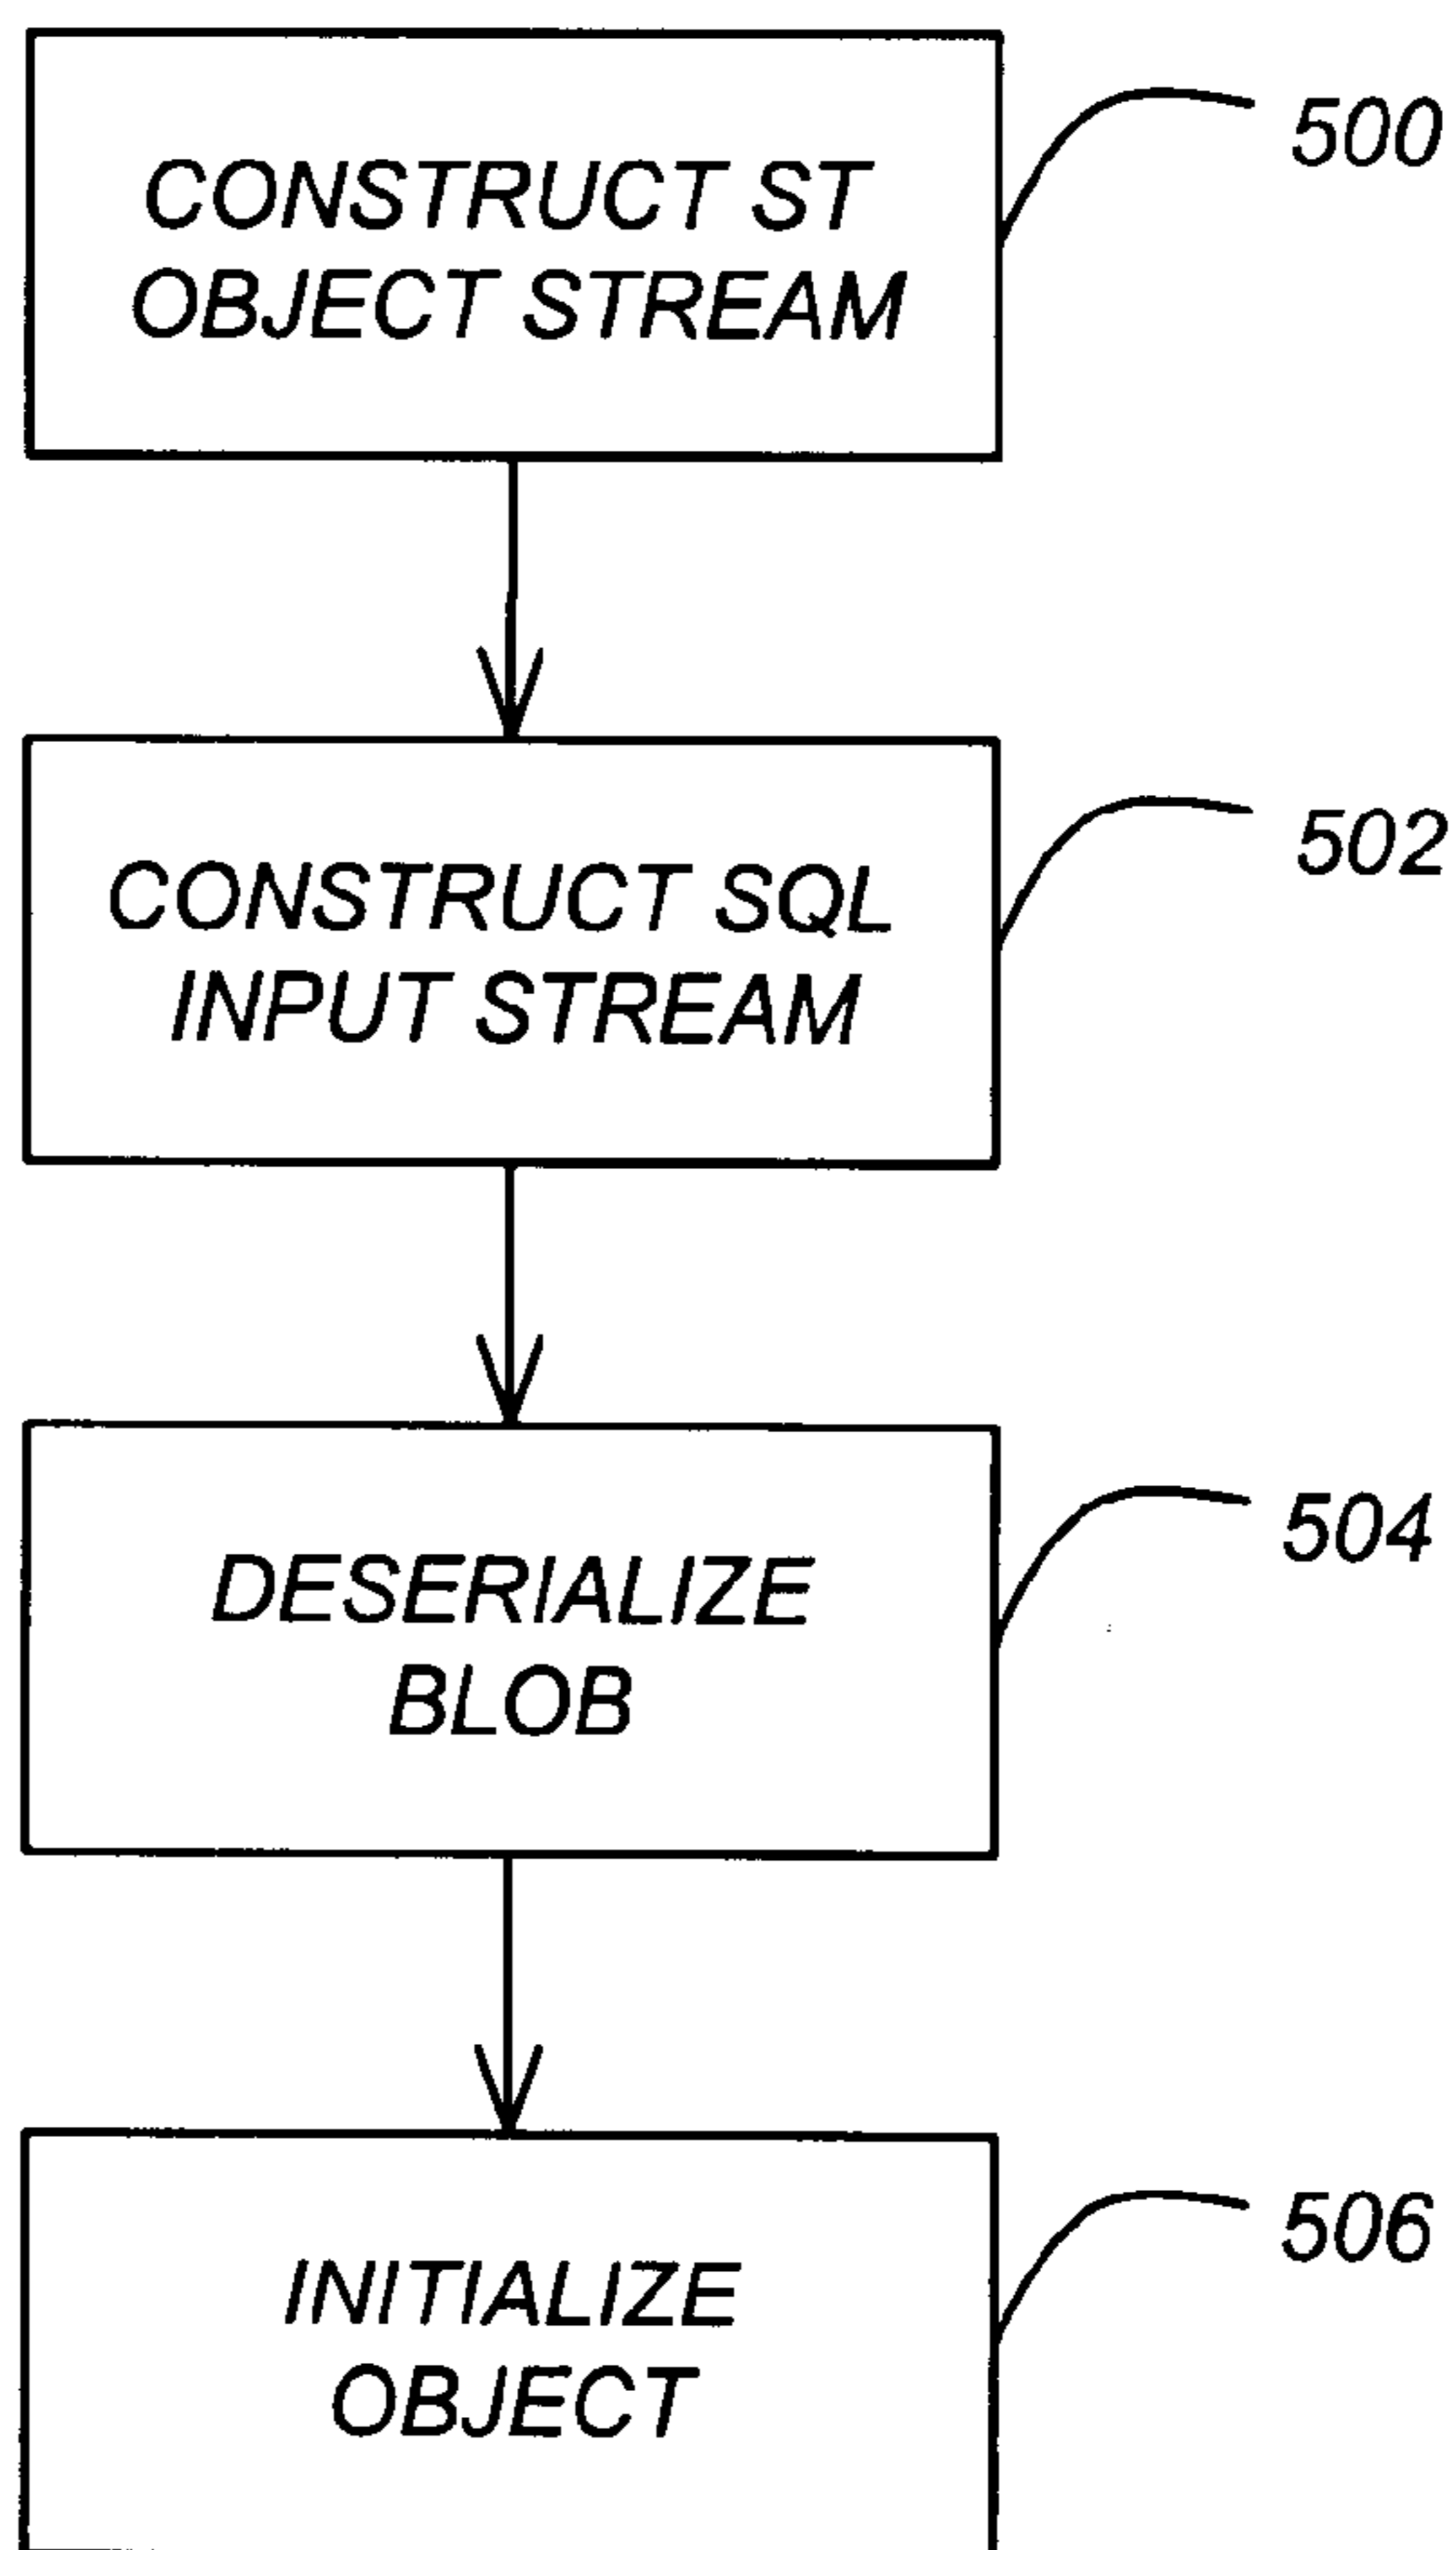 CONSTRUCT ST
OBJECT STREAM
500
CONSTRUCT SQL
INPUT STREAM
502
DESERIALIZE
BLOB
504
INITIALIZE
OBJECT
506